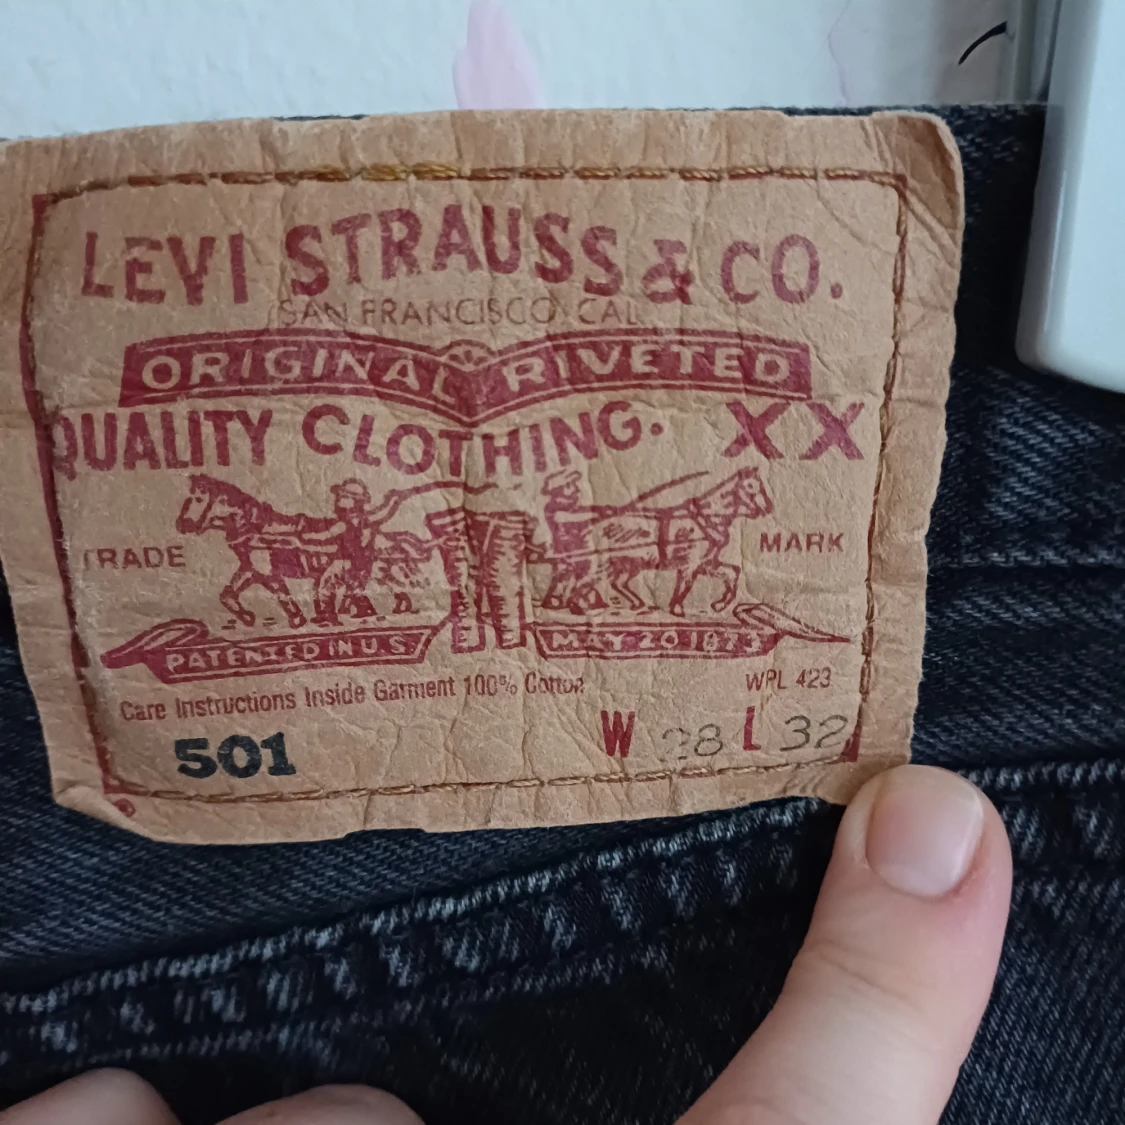 LEVI STRAUSS & CO.
SAN FRANCISCO CAL
ORIGINAL RIVETED
QUALITY CLOTHING. XX
TRADE MARK
PATENTED IN U.S. MAY 20 1873
Care Instructions Inside Garment 100% Cotton WPL 423
501 W 28 L 32